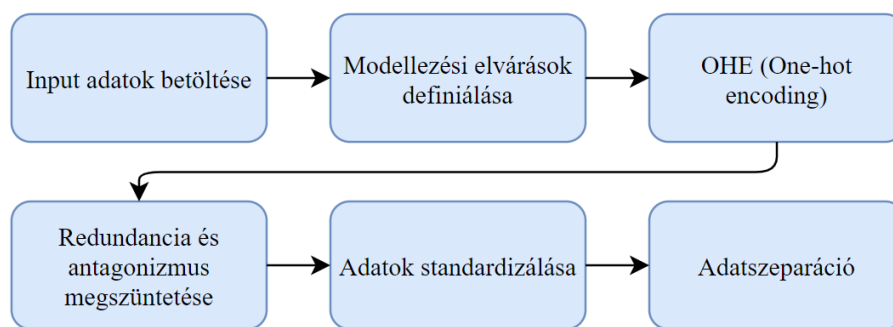 Input adatok betöltése
Modellezési elvárások
definiálása
OHE (One-hot
encoding)
Redundancia és
antagonizmus
megszüntetése
Adatok standardizálása
Adatszeparáció